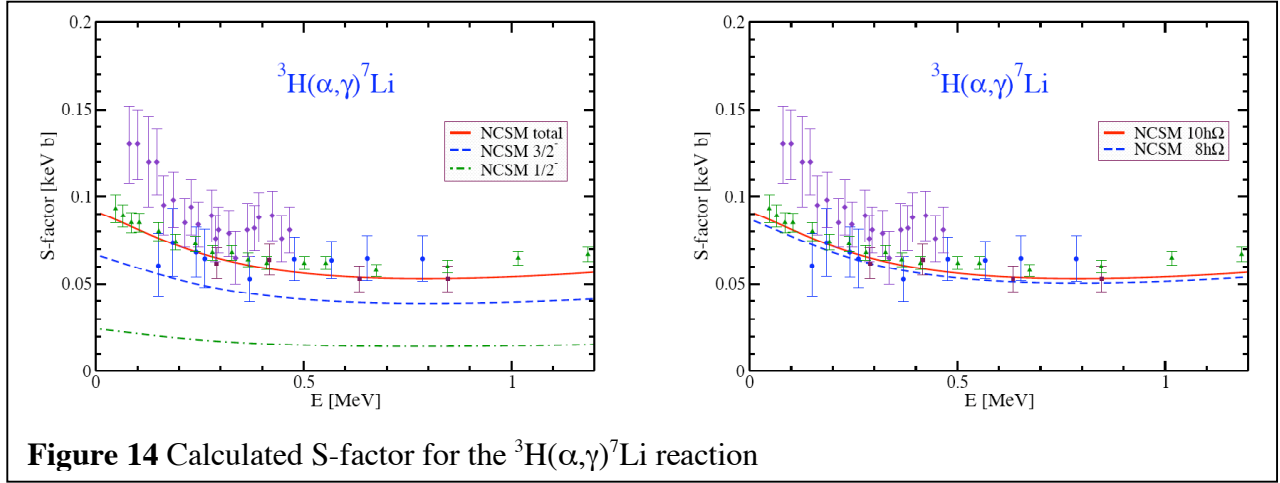 0.2
0.15
0.1
0.05
0
S-factor [keV b]
³H(α,γ)⁷Li
NCSM total
NCSM 3/2⁻
NCSM 1/2⁻
0 0.5 1
E [MeV]
0.2
0.15
0.1
0.05
0
S-factor [keV b]
³H(α,γ)⁷Li
NCSM 10hΩ
NCSM 8hΩ
0 0.5 1
E [MeV]
Figure 14 Calculated S-factor for the ³H(α,γ)⁷Li reaction